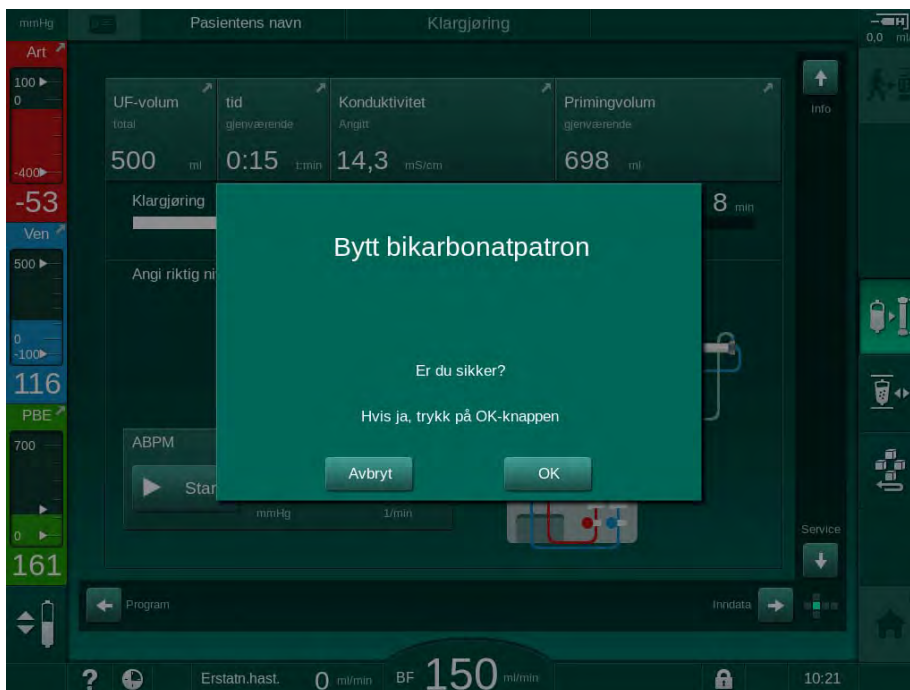 mmHg
Pasientens navn
Klargjøring
H
0,0 ml
Art
100
0
-400
-53
Ven
500
0
-100
116
PBE
700
0
161
UF-volum
total
500 ml
tid
gjenværende
0:15 t:min
Konduktivitet
Angitt
14,3 mS/cm
Primingvolum
gjenværende
698 ml
Info
Klargjøring
8 min
Angi riktig ni
Bytt bikarbonatpatron
Er du sikker?
Hvis ja, trykk på OK-knappen
Avbryt
OK
ABPM
Star
mmHg
1/min
Service
Program
Inndata
?
Erstatn.hast.
0 ml/min
BF 150 ml/min
10:21